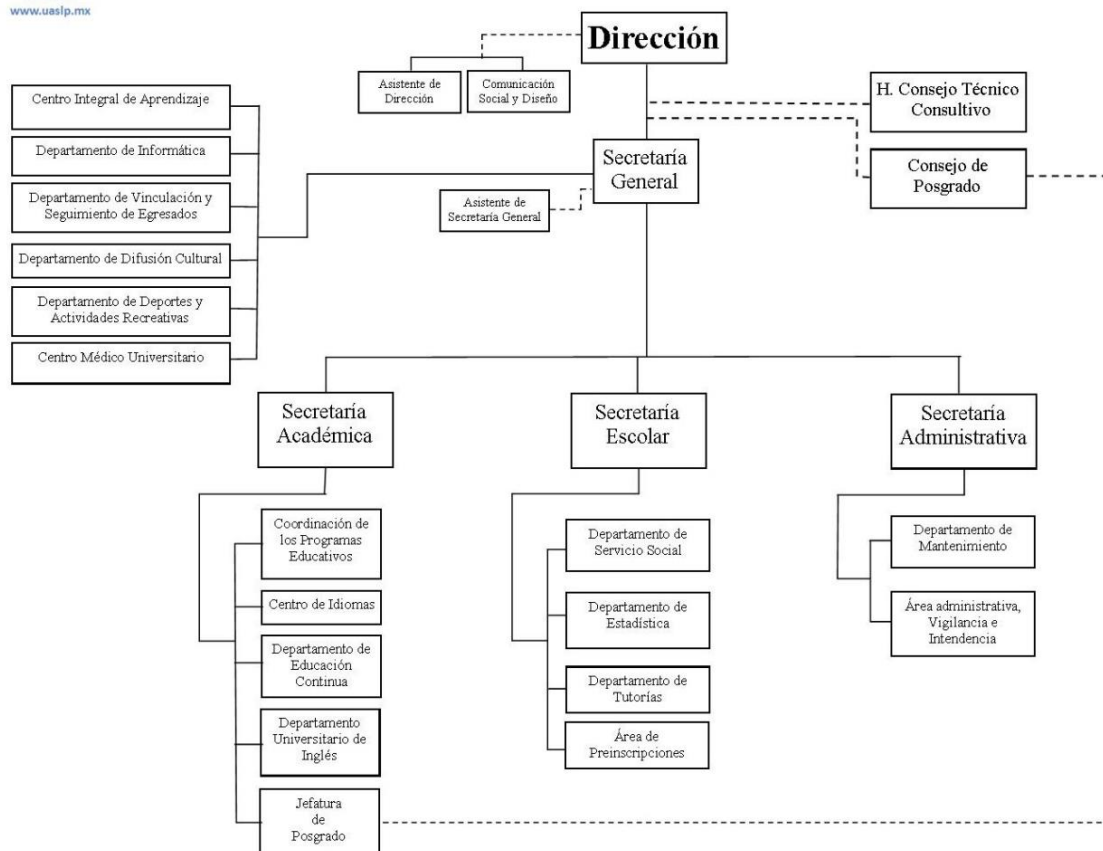 www.uaslp.mx
Dirección
Asistente de
Dirección
Comunicación
Social y Diseño
H. Consejo Técnico
Consultivo
Consejo de
Posgrado
Secretaría
General
Asistente de
Secretaría General
Centro Integral de Aprendizaje
Departamento de Informática
Departamento de Vinculación y
Seguimiento de Egresados
Departamento de Difusión Cultural
Departamento de Deportes y
Actividades Recreativas
Centro Médico Universitario
Secretaría
Académica
Coordinación de
los Programas
Educativos
Centro de Idiomas
Departamento de
Educación
Continua
Departamento
Universitario de
Inglés
Jefatura
de
Posgrado
Secretaría
Escolar
Departamento de
Servicio Social
Departamento de
Estadística
Departamento de
Tutorías
Área de
Preinscripciones
Secretaría
Administrativa
Departamento de
Mantenimiento
Área administrativa,
Vigilancia e
Intendencia